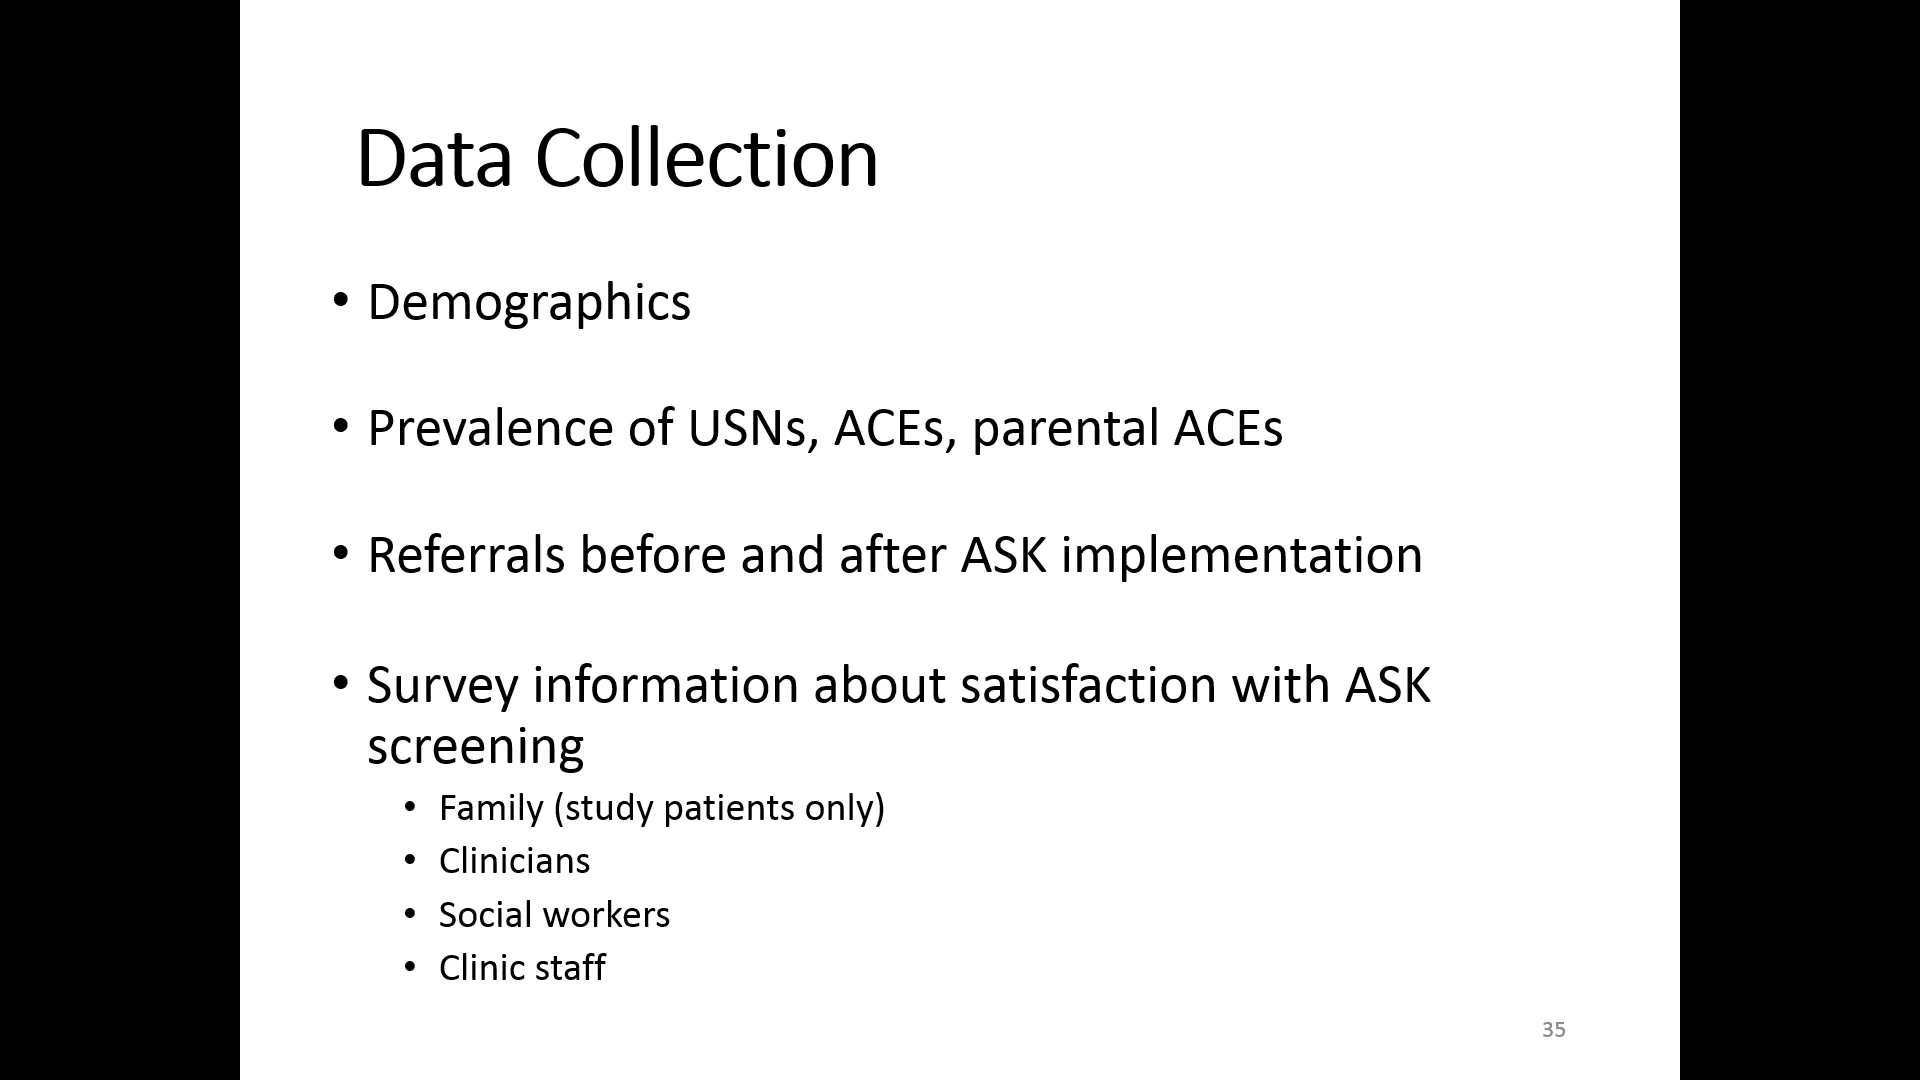 Data Collection
• Demographics
• Prevalence of USNs, ACEs, parental ACEs
• Referrals before and after ASK implementation
• Survey information about satisfaction with ASK
screening
• Family (study patients only)
• Clinicians
• Social workers
• Clinic staff
35